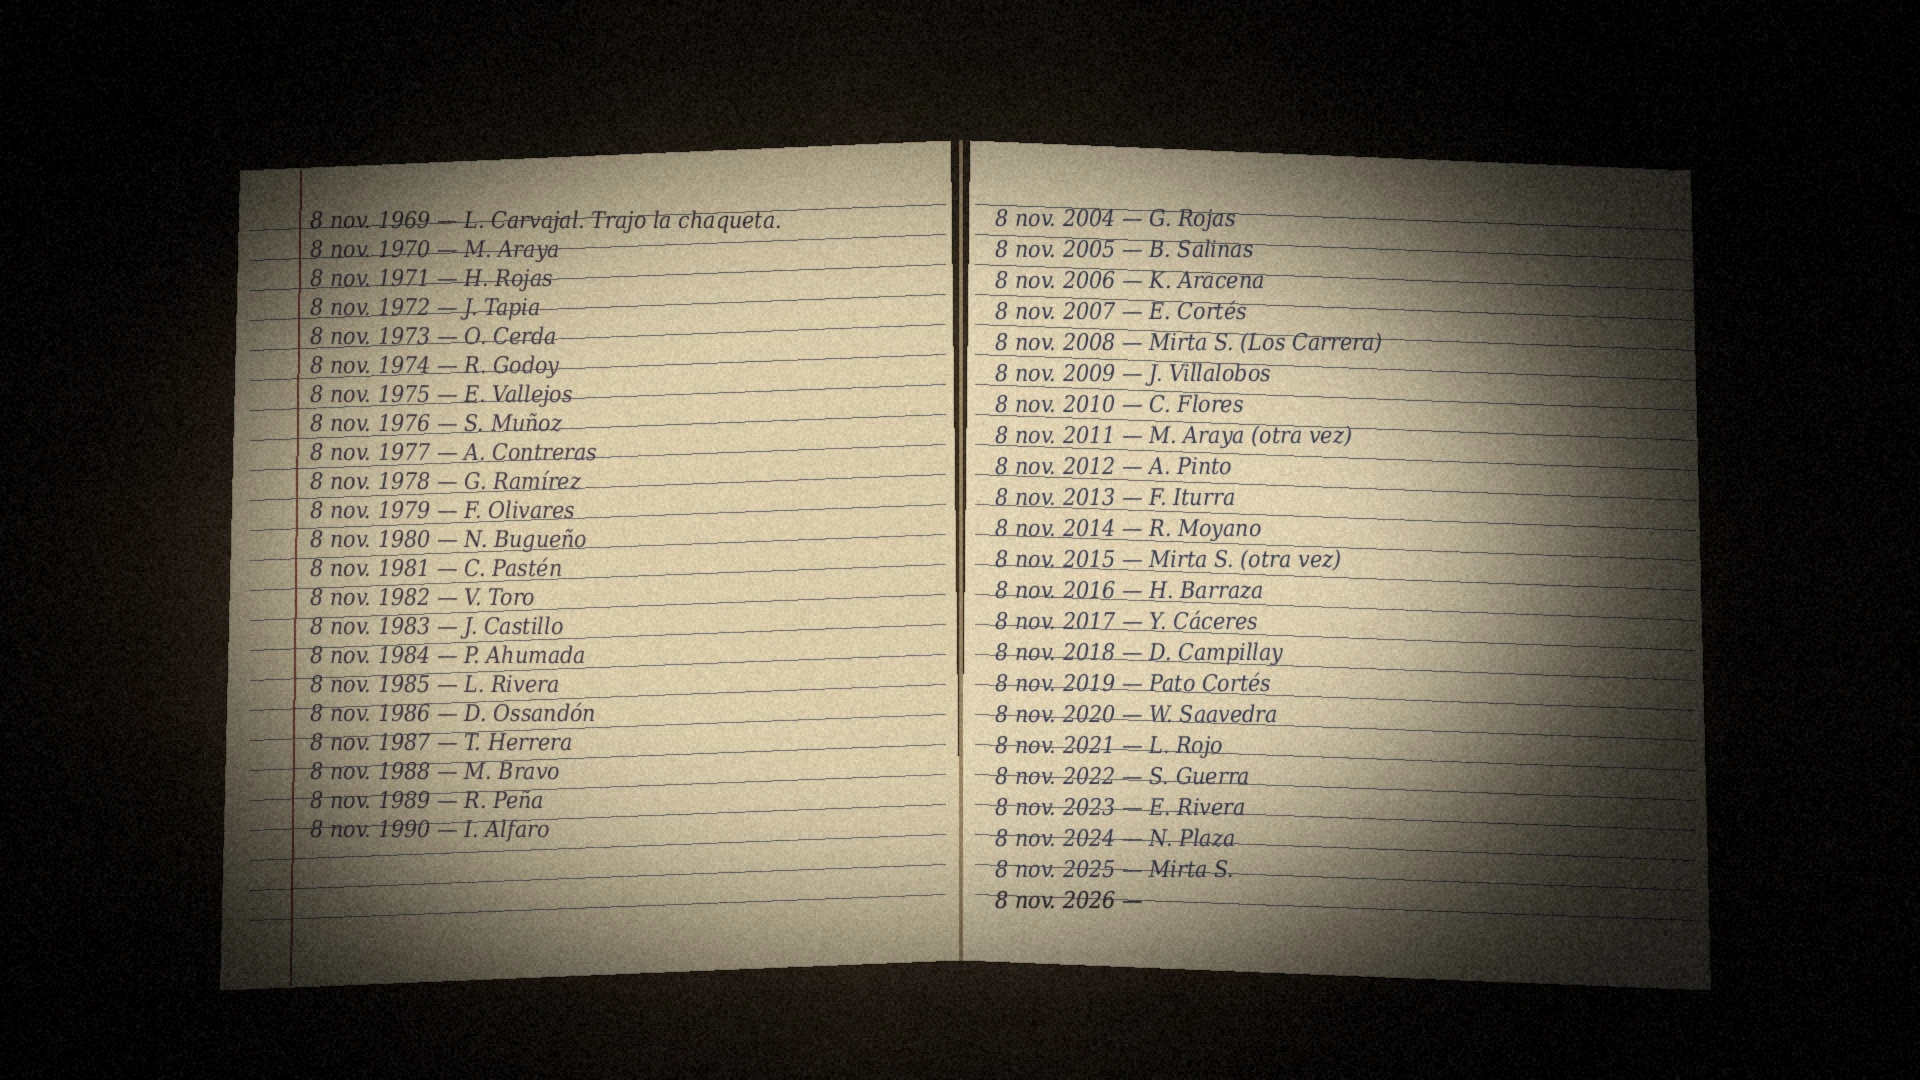 8 nov. 1969 — L. Carvajal. Trajo la chaqueta.
8 nov. 1970 — M. Araya
8 nov. 1971 — H. Rojas
8 nov. 1972 — J. Tapia
8 nov. 1973 — O. Cerda
8 nov. 1974 — R. Godoy
8 nov. 1975 — E. Vallejos
8 nov. 1976 — S. Muñoz
8 nov. 1977 — A. Contreras
8 nov. 1978 — G. Ramírez
8 nov. 1979 — F. Olivares
8 nov. 1980 — N. Bugueño
8 nov. 1981 — C. Pastén
8 nov. 1982 — V. Toro
8 nov. 1983 — J. Castillo
8 nov. 1984 — P. Ahumada
8 nov. 1985 — L. Rivera
8 nov. 1986 — D. Ossandón
8 nov. 1987 — T. Herrera
8 nov. 1988 — M. Bravo
8 nov. 1989 — R. Peña
8 nov. 1990 — I. Alfaro
8 nov. 2004 — G. Rojas
8 nov. 2005 — B. Salinas
8 nov. 2006 — K. Aracena
8 nov. 2007 — E. Cortés
8 nov. 2008 — Mirta S. (Los Carrera)
8 nov. 2009 — J. Villalobos
8 nov. 2010 — C. Flores
8 nov. 2011 — M. Araya (otra vez)
8 nov. 2012 — A. Pinto
8 nov. 2013 — F. Iturra
8 nov. 2014 — R. Moyano
8 nov. 2015 — Mirta S. (otra vez)
8 nov. 2016 — H. Barraza
8 nov. 2017 — Y. Cáceres
8 nov. 2018 — D. Campillay
8 nov. 2019 — Pato Cortés
8 nov. 2020 — W. Saavedra
8 nov. 2021 — L. Rojo
8 nov. 2022 — S. Guerra
8 nov. 2023 — E. Rivera
8 nov. 2024 — N. Plaza
8 nov. 2025 — Mirta S.
8 nov. 2026 —